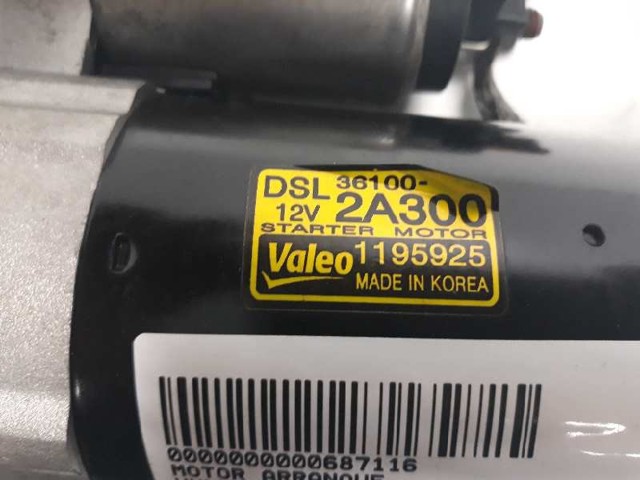 DSL 36100-
12V 2A300
STARTER MOTOR
Valeo 1195925
MADE IN KOREA
0000000000687116
MOTOR ARRANQUE